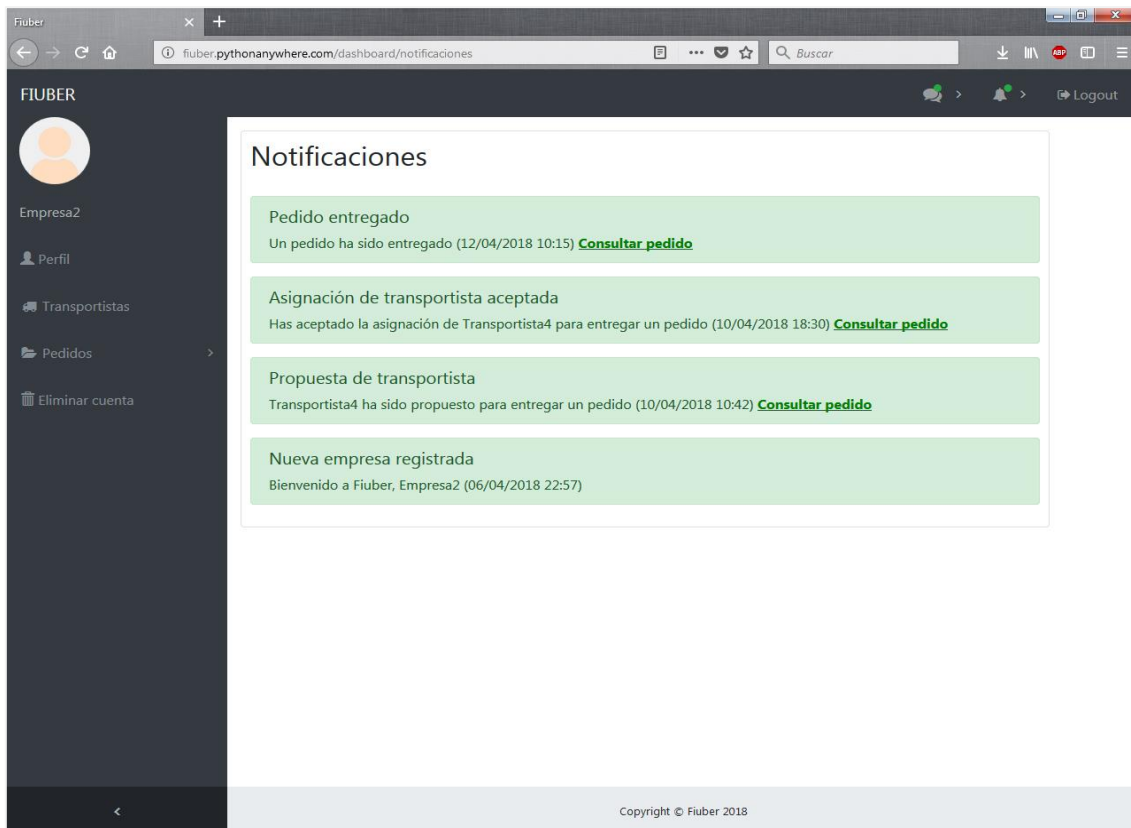 Fiuber
fiuber.pythonanywhere.com/dashboard/notificaciones
Buscar
ABP
FIUBER
Logout
Empresa2
Perfil
Transportistas
Pedidos
Eliminar cuenta
Notificaciones
Pedido entregado
Un pedido ha sido entregado (12/04/2018 10:15) Consultar pedido
Asignación de transportista aceptada
Has aceptado la asignación de Transportista4 para entregar un pedido (10/04/2018 18:30) Consultar pedido
Propuesta de transportista
Transportista4 ha sido propuesto para entregar un pedido (10/04/2018 10:42) Consultar pedido
Nueva empresa registrada
Bienvenido a Fiuber, Empresa2 (06/04/2018 22:57)
Copyright © Fiuber 2018